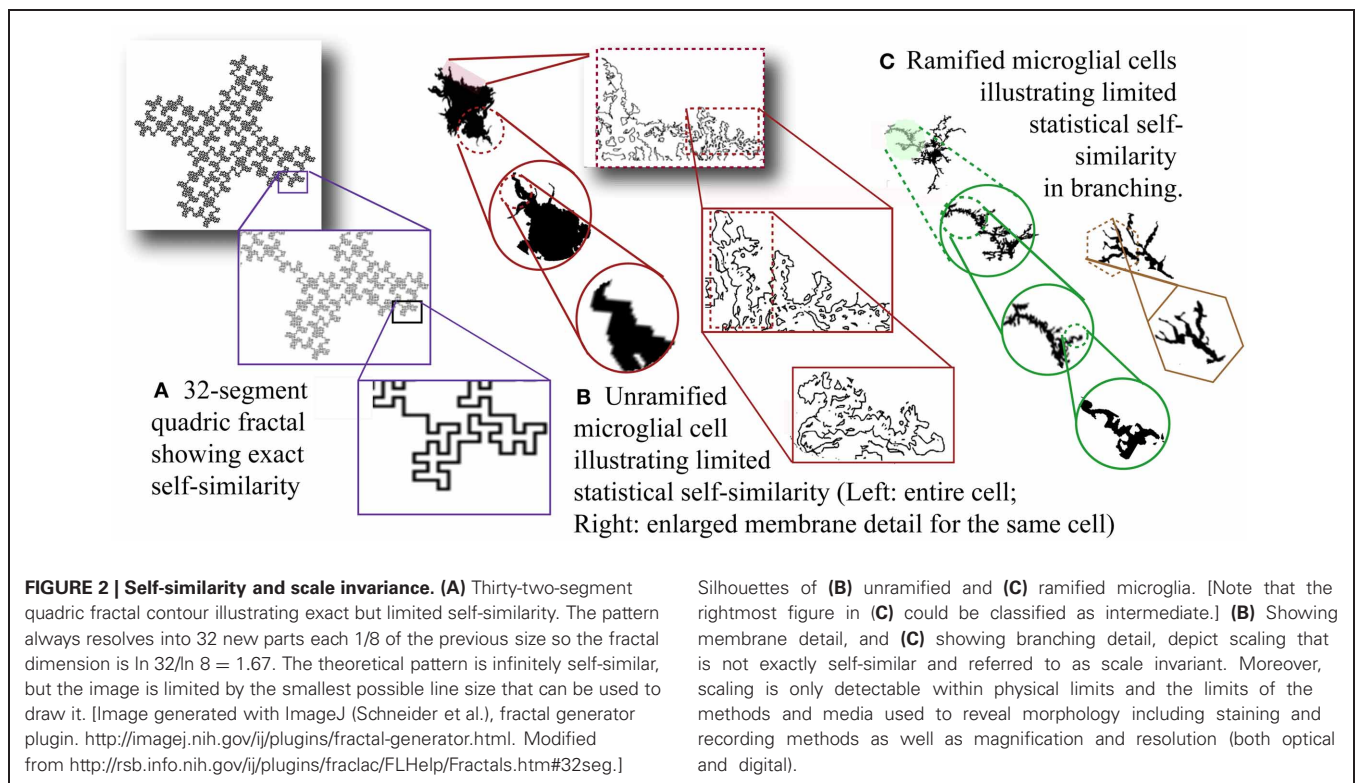 A 32-segment
quadric fractal
showing exact
self-similarity
B Unramified
microglial cell
illustrating limited
statistical self-similarity (Left: entire cell;
Right: enlarged membrane detail for the same cell)
C Ramified microglial cells
illustrating limited
statistical self-
similarity
in branching.
FIGURE 2 | Self-similarity and scale invariance. (A) Thirty-two-segment
quadric fractal contour illustrating exact but limited self-similarity. The pattern
always resolves into 32 new parts each 1/8 of the previous size so the fractal
dimension is ln 32/ln 8 = 1.67. The theoretical pattern is infinitely self-similar,
but the image is limited by the smallest possible line size that can be used to
draw it. [Image generated with ImageJ (Schneider et al.), fractal generator
plugin. http://imagej.nih.gov/ij/plugins/fractal-generator.html. Modified
from http://rsb.info.nih.gov/ij/plugins/fraclac/FLHelp/Fractals.htm#32seg.]
Silhouettes of (B) unramified and (C) ramified microglia. [Note that the
rightmost figure in (C) could be classified as intermediate.] (B) Showing
membrane detail, and (C) showing branching detail, depict scaling that
is not exactly self-similar and referred to as scale invariant. Moreover,
scaling is only detectable within physical limits and the limits of the
methods and media used to reveal morphology including staining and
recording methods as well as magnification and resolution (both optical
and digital).